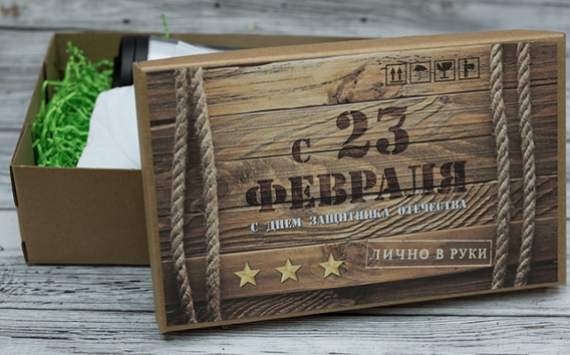 С 23
ФЕВРАЛЯ
С ДНЕМ ЗАЩИТНИКА ОТЕЧЕСТВА
ЛИЧНО В РУКИ